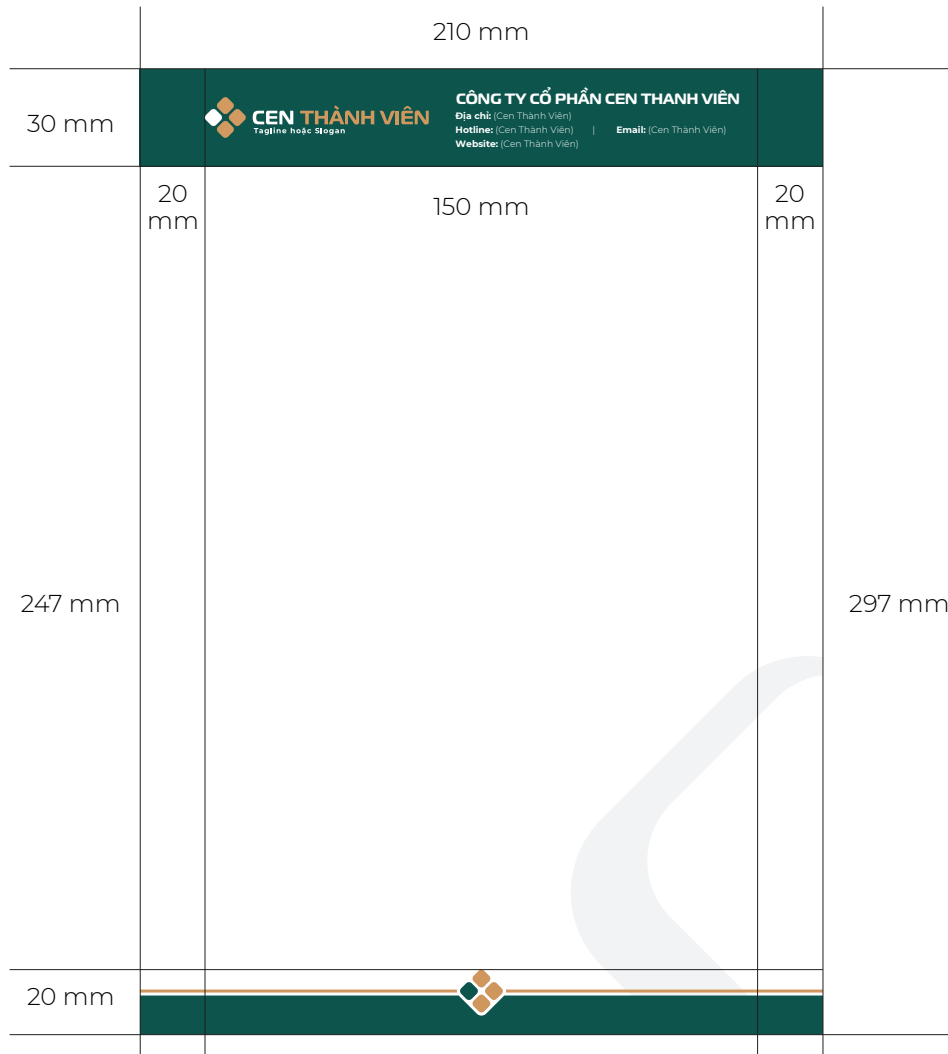 210 mm
30 mm
CEN THÀNH VIÊN
Tagline hoặc Slogan
CÔNG TY CỔ PHẦN CEN THANH VIÊN
Địa chỉ: (Cen Thành Viên)
Hotline: (Cen Thành Viên) | Email: (Cen Thành Viên)
Website: (Cen Thành Viên)
20
mm
150 mm
20
mm
247 mm
297 mm
20 mm